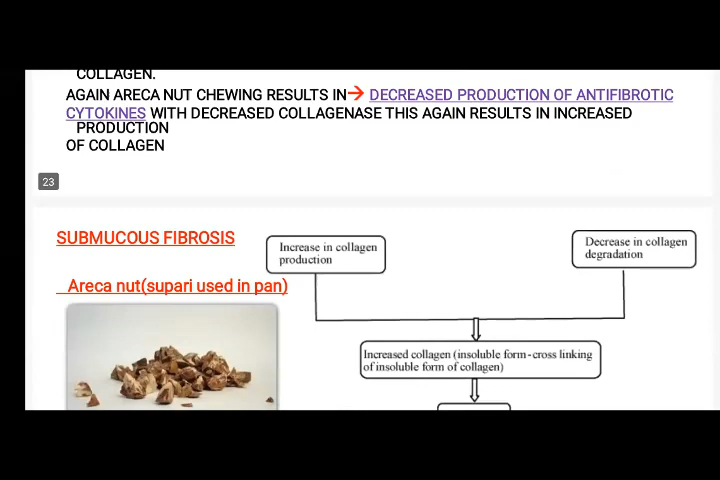 COLLAGEN.
AGAIN ARECA NUT CHEWING RESULTS IN→ DECREASED PRODUCTION OF ANTIFIBROTIC
CYTOKINES WITH DECREASED COLLAGENASE THIS AGAIN RESULTS IN INCREASED
PRODUCTION
OF COLLAGEN
23
SUBMUCOUS FIBROSIS
Areca nut(supari used in pan)
Increase in collagen
production
Decrease in collagen
degradation
Increased collagen (insoluble form-cross linking
of insoluble form of collagen)